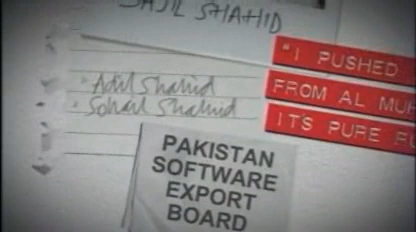 SAJIL SHAHID
"I PUSHED
FROM AL MU
IT'S PURE
Adil Shahid
Sohail Shahid
PAKISTAN
SOFTWARE
EXPORT
BOARD